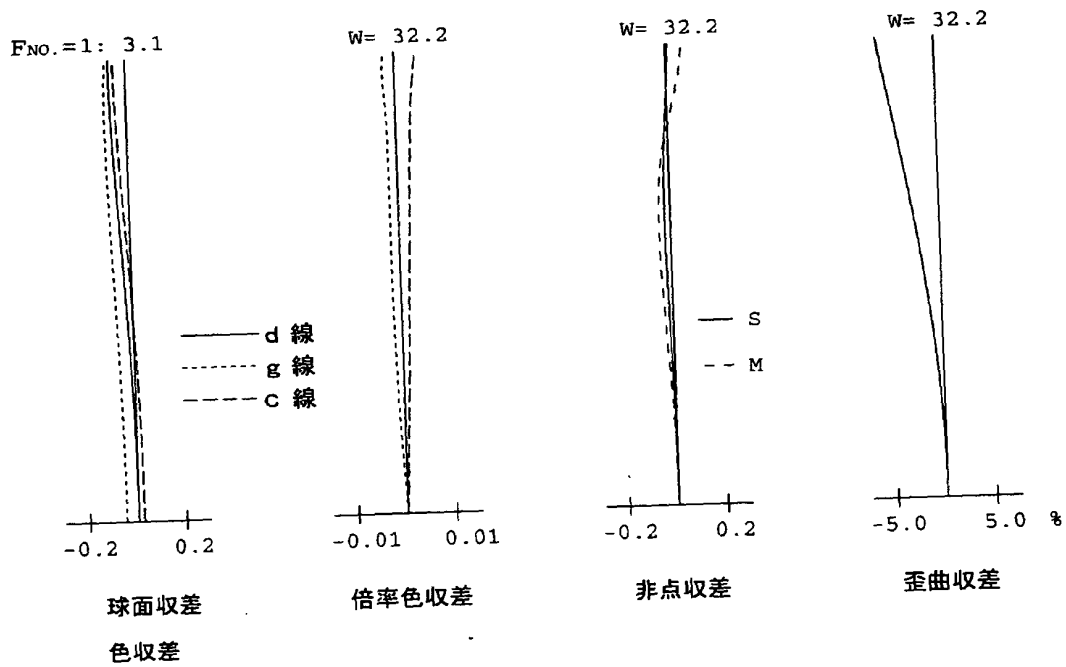 FNO.=1: 3.1
W= 32.2
W= 32.2
W= 32.2
d 線
g 線
c 線
S
M
-0.2 0.2
-0.01 0.01
-0.2 0.2
-5.0 5.0 %
球面収差
色収差
倍率色収差
非点収差
歪曲収差